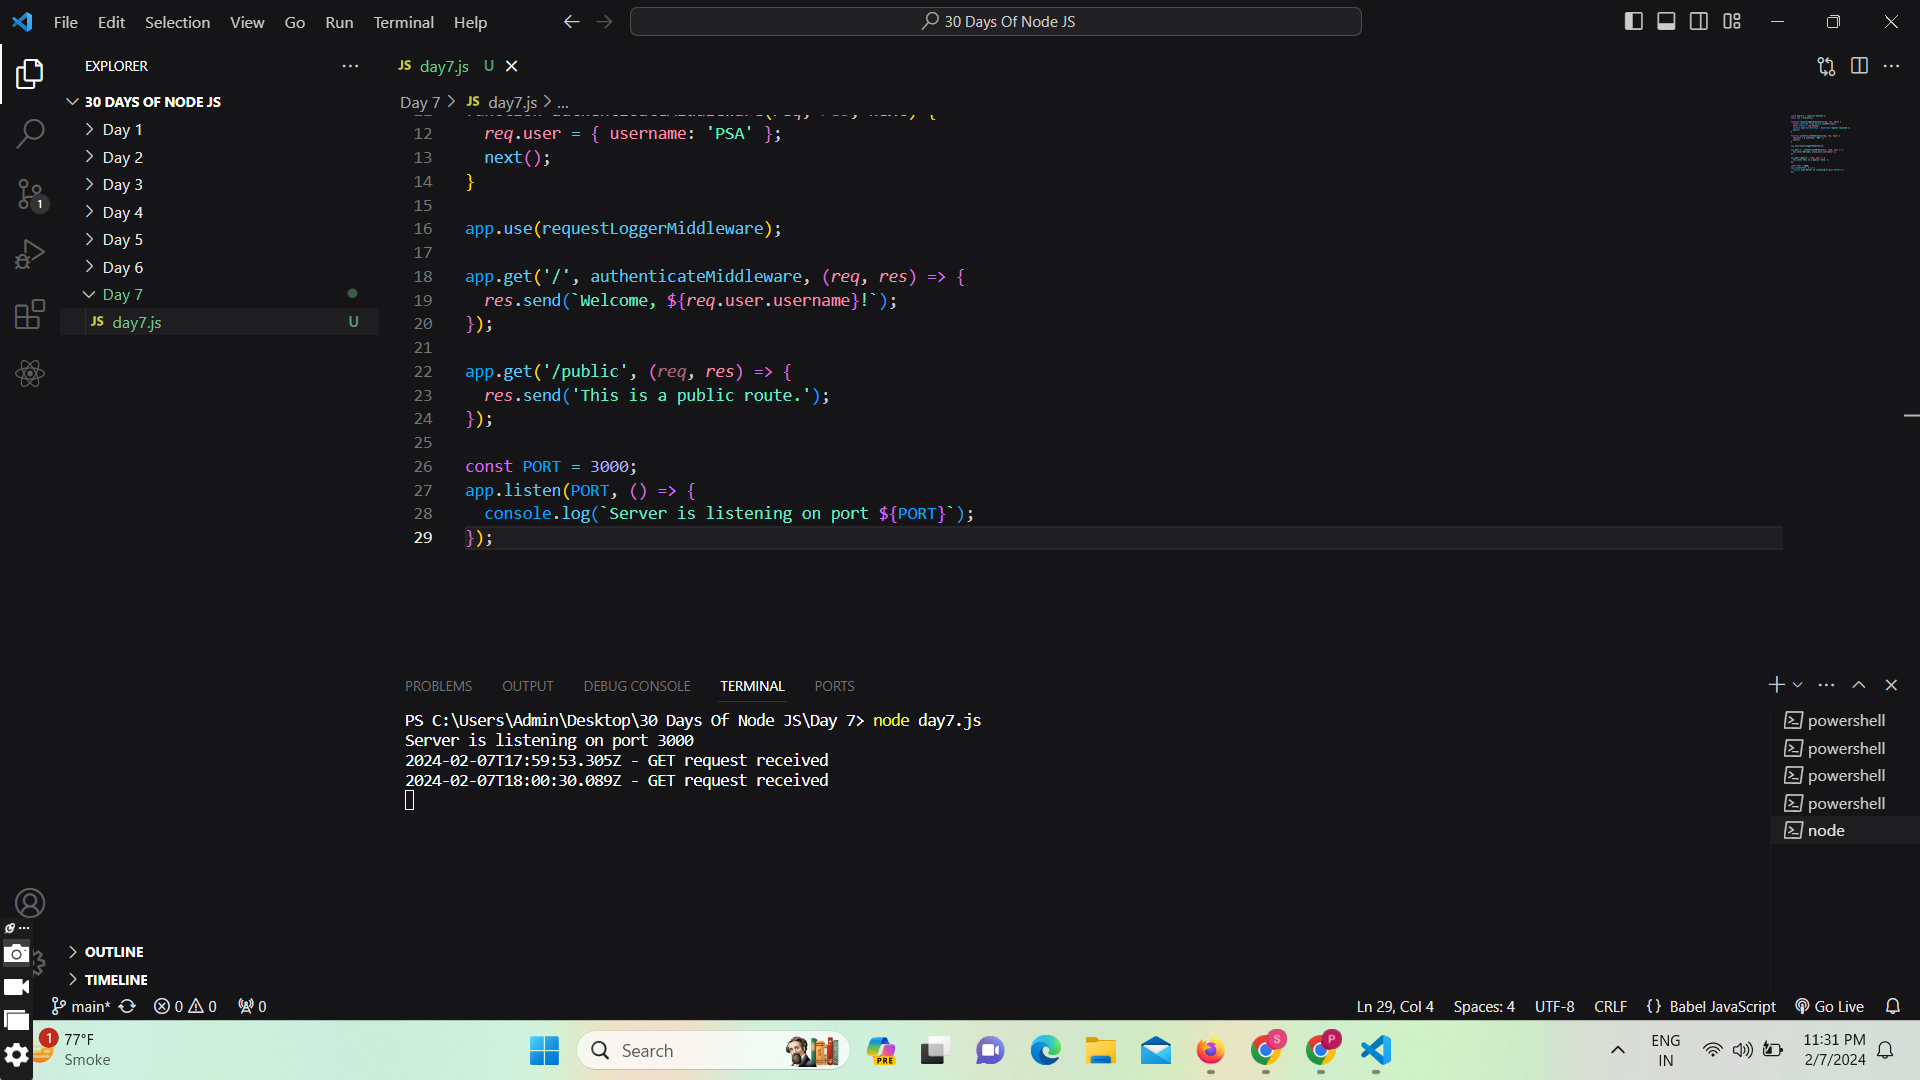 File Edit Selection View Go Run Terminal Help
30 Days Of Node JS
EXPLORER
30 DAYS OF NODE JS
Day 1
Day 2
Day 3
Day 4
Day 5
Day 6
Day 7
JS day7.js U
1
JS day7.js U
Day 7 > JS day7.js > ...
12 req.user = { username: 'PSA' };
13 next();
14 }
15
16 app.use(requestLoggerMiddleware);
17
18 app.get('/', authenticateMiddleware, (req, res) => {
19 res.send(`Welcome, ${req.user.username}!`);
20 });
21
22 app.get('/public', (req, res) => {
23 res.send('This is a public route.');
24 });
25
26 const PORT = 3000;
27 app.listen(PORT, () => {
28 console.log(`Server is listening on port ${PORT}`);
29 });
PROBLEMS OUTPUT DEBUG CONSOLE TERMINAL PORTS
PS C:\Users\Admin\Desktop\30 Days Of Node JS\Day 7> node day7.js
Server is listening on port 3000
2024-02-07T17:59:53.305Z - GET request received
2024-02-07T18:00:30.089Z - GET request received
powershell
powershell
powershell
powershell
node
OUTLINE
TIMELINE
main* 0 0 0
Ln 29, Col 4 Spaces: 4 UTF-8 CRLF {} Babel JavaScript Go Live
1
77°F
Smoke
Search
PRE
S
P
ENG
IN
11:31 PM
2/7/2024